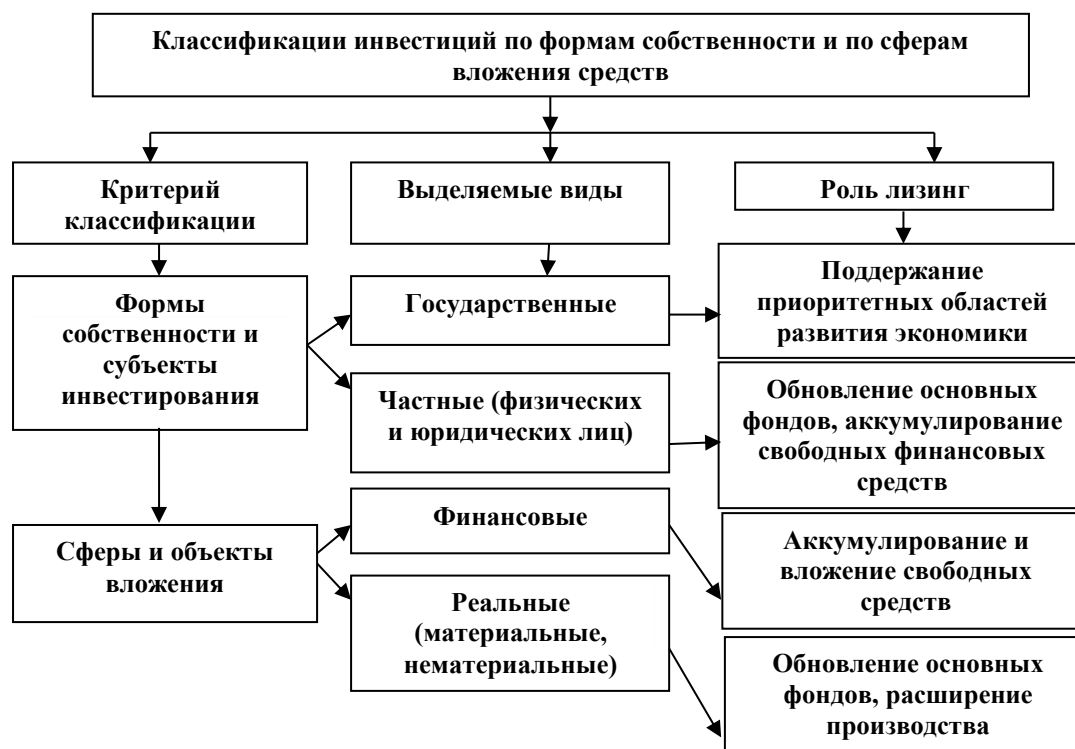 Классификации инвестиций по формам собственности и по сферам
вложения средств
Критерий
классификации
Выделяемые виды
Роль лизинг
Формы
собственности и
субъекты
инвестирования
Государственные
Поддержание
приоритетных областей
развития экономики
Частные (физических
и юридических лиц)
Обновление основных
фондов, аккумулирование
свободных финансовых
средств
Сферы и объекты
вложения
Финансовые
Аккумулирование и
вложение свободных
средств
Реальные
(материальные,
нематериальные)
Обновление основных
фондов, расширение
производства